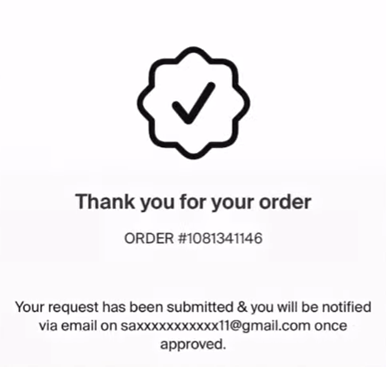 Thank you for your order
ORDER #1081341146
Your request has been submitted & you will be notified
via email on saxxxxxxxxxxx11@gmail.com once
approved.